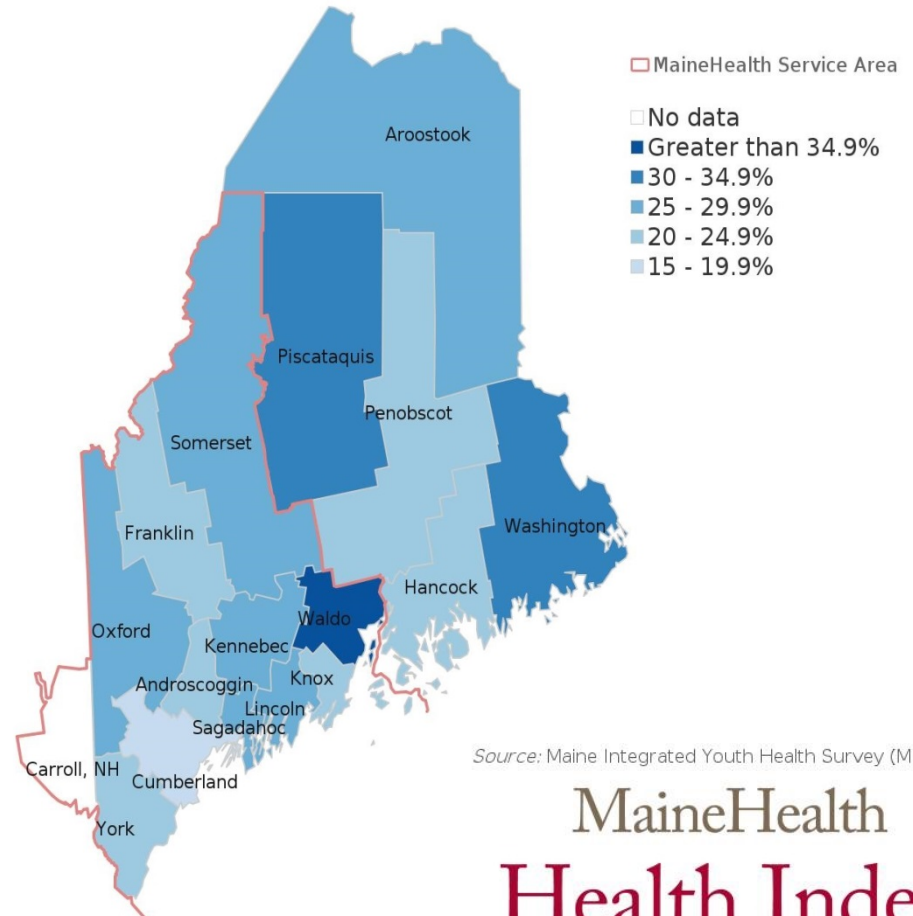 MaineHealth Service Area
No data
Greater than 34.9%
30 - 34.9%
25 - 29.9%
20 - 24.9%
15 - 19.9%
Aroostook
Piscataquis
Penobscot
Somerset
Washington
Franklin
Hancock
Waldo
Oxford
Kennebec
Knox
Androscoggin
Lincoln
Sagadahoc
Carroll, NH
Cumberland
York
Source: Maine Integrated Youth Health Survey (M
MaineHealth
Health Inde